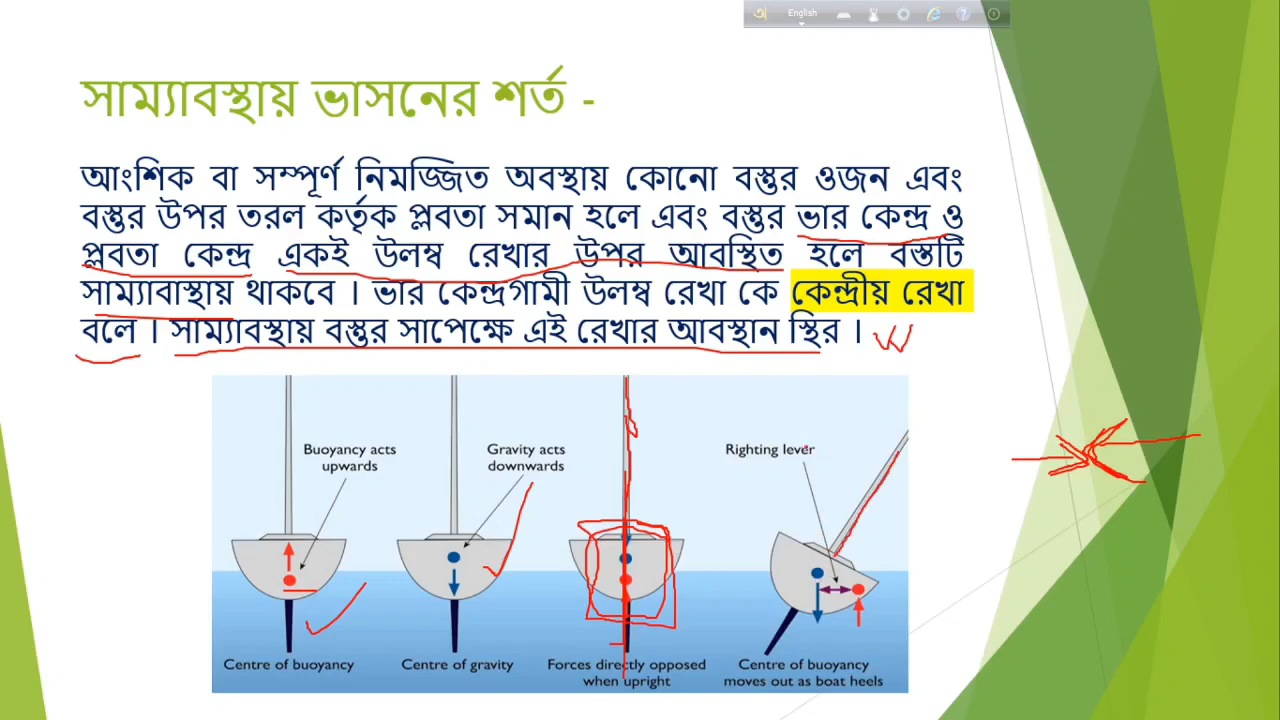 English
সাম্যাবস্থায় ভাসনের শর্ত -
আংশিক বা সম্পূর্ণ নিমজ্জিত অবস্থায় কোনো বস্তুর ওজন এবং
বস্তুর উপর তরল কর্তৃক প্লবতা সমান হলে এবং বস্তুর ভার কেন্দ্র ও
প্লবতা কেন্দ্র একই উলম্ব রেখার উপর আবস্থিত হলে বস্তটি
সাম্যাবাস্থায় থাকবে । ভার কেন্দ্রগামী উলম্ব রেখা কে কেন্দ্রীয় রেখা
বলে । সাম্যাবস্থায় বস্তুর সাপেক্ষে এই রেখার আবস্থান স্থির ।
Buoyancy acts
upwards
Gravity acts
downwards
Righting lever
Centre of buoyancy
Centre of gravity
Forces directly opposed
when upright
Centre of buoyancy
moves out as boat heels